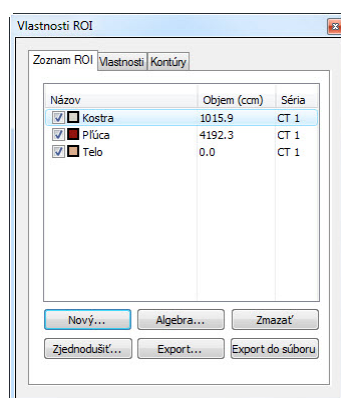 Vlastnosti ROI
Zoznam ROI Vlastnosti Kontúry
Názov Objem (ccm) Séria
Kostra 1015.9 CT 1
Pľúca 4192.3 CT 1
Telo 0.0 CT 1
Nový... Algebra... Zmazať
Zjednodušiť... Export... Export do súboru